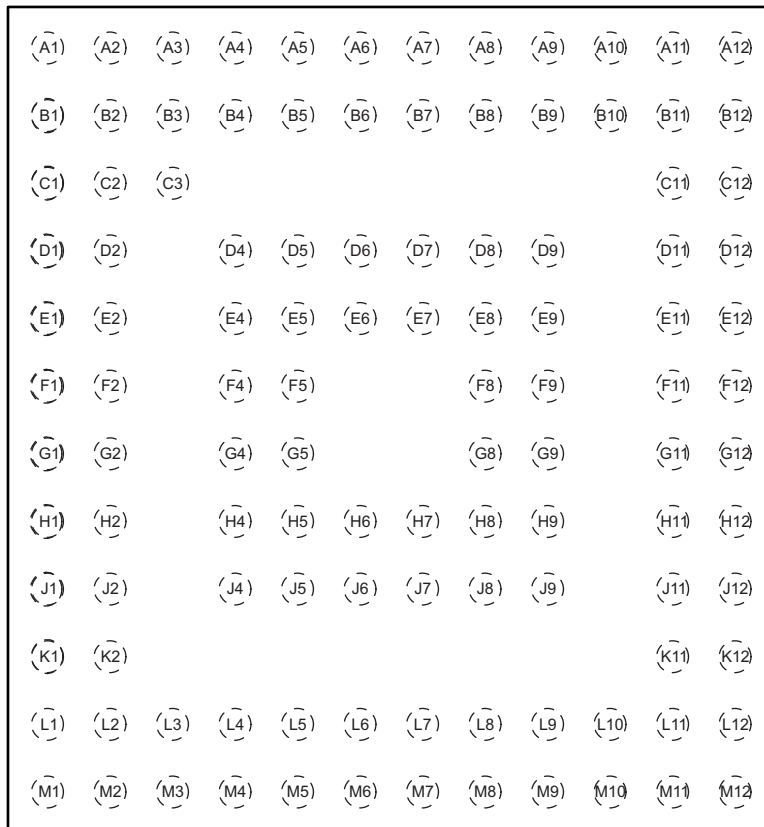 A1 A2 A3 A4 A5 A6 A7 A8 A9 A10 A11 A12
B1 B2 B3 B4 B5 B6 B7 B8 B9 B10 B11 B12
C1 C2 C3 C11 C12
D1 D2 D4 D5 D6 D7 D8 D9 D11 D12
E1 E2 E4 E5 E6 E7 E8 E9 E11 E12
F1 F2 F4 F5 F8 F9 F11 F12
G1 G2 G4 G5 G8 G9 G11 G12
H1 H2 H4 H5 H6 H7 H8 H9 H11 H12
J1 J2 J4 J5 J6 J7 J8 J9 J11 J12
K1 K2 K11 K12
L1 L2 L3 L4 L5 L6 L7 L8 L9 L10 L11 L12
M1 M2 M3 M4 M5 M6 M7 M8 M9 M10 M11 M12